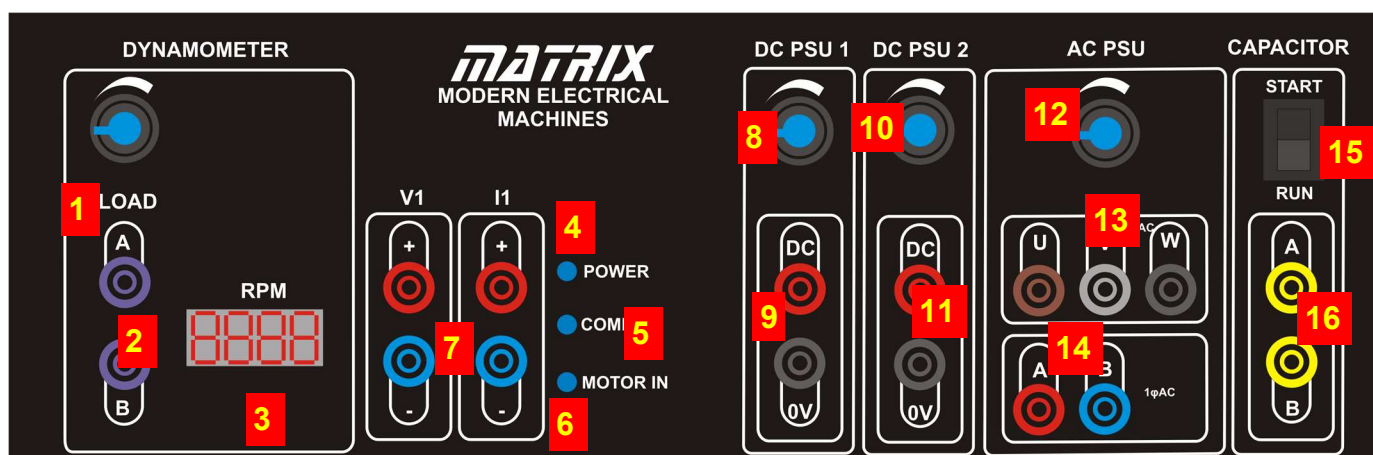 DYNAMOMETER
MATRIX
MODERN ELECTRICAL
MACHINES
DC PSU 1
DC PSU 2
AC PSU
CAPACITOR
START
8
10
12
15
RUN
1
LOAD
V1
I1
4
13
AC
A
+
+
DC
DC
U
W
A
POWER
RPM
2
8888
7
COM
5
9
11
16
14
MOTOR IN
A
B
1φAC
B
-
-
0V
0V
B
3
6